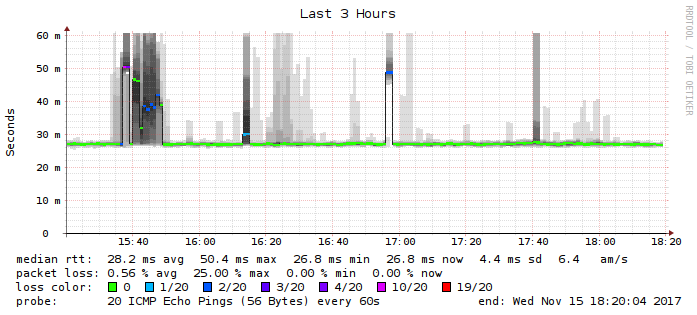 Last 3 Hours
RRDTOOL / TOBI OETIKER
Seconds
60 m
50 m
40 m
30 m
20 m
10 m
0
15:40 16:00 16:20 16:40 17:00 17:20 17:40 18:00 18:20
median rtt: 28.2 ms avg 50.4 ms max 26.8 ms min 26.8 ms now 4.4 ms sd 6.4 am/s
packet loss: 0.56 % avg 25.00 % max 0.00 % min 0.00 % now
loss color: 0 1/20 2/20 3/20 4/20 10/20 19/20
probe: 20 ICMP Echo Pings (56 Bytes) every 60s end: Wed Nov 15 18:20:04 2017